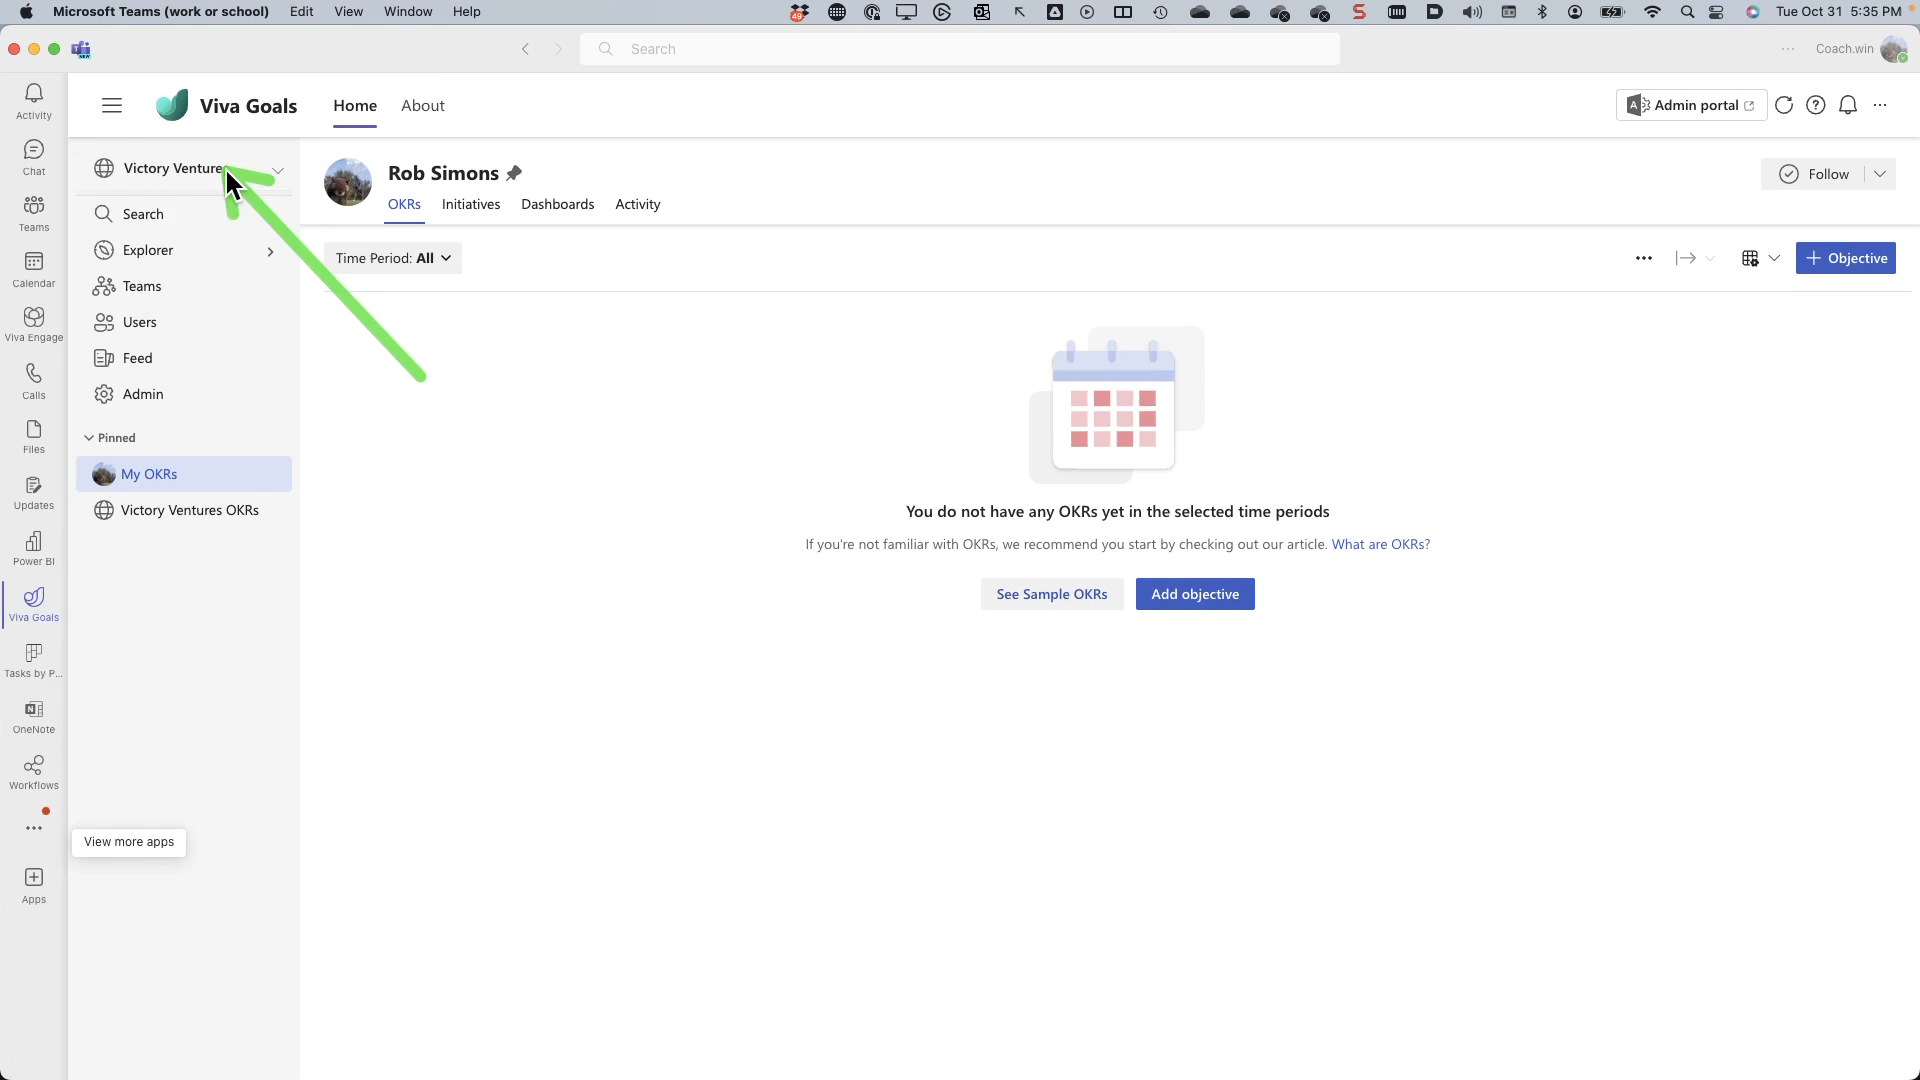 Microsoft Teams (work or school) Edit View Window Help
49
Tue Oct 31 5:35 PM
Search
Coach.win
Activity
Chat
Teams
Calendar
Viva Engage
Calls
Files
Updates
Power BI
Viva Goals
Tasks by P...
OneNote
Workflows
View more apps
Apps
Viva Goals
Home About
Admin portal
Victory Venture
Search
Explorer
Teams
Users
Feed
Admin
Pinned
My OKRs
Victory Ventures OKRs
Rob Simons
Follow
OKRs Initiatives Dashboards Activity
Time Period: All
+ Objective
You do not have any OKRs yet in the selected time periods
If you're not familiar with OKRs, we recommend you start by checking out our article. What are OKRs?
See Sample OKRs
Add objective